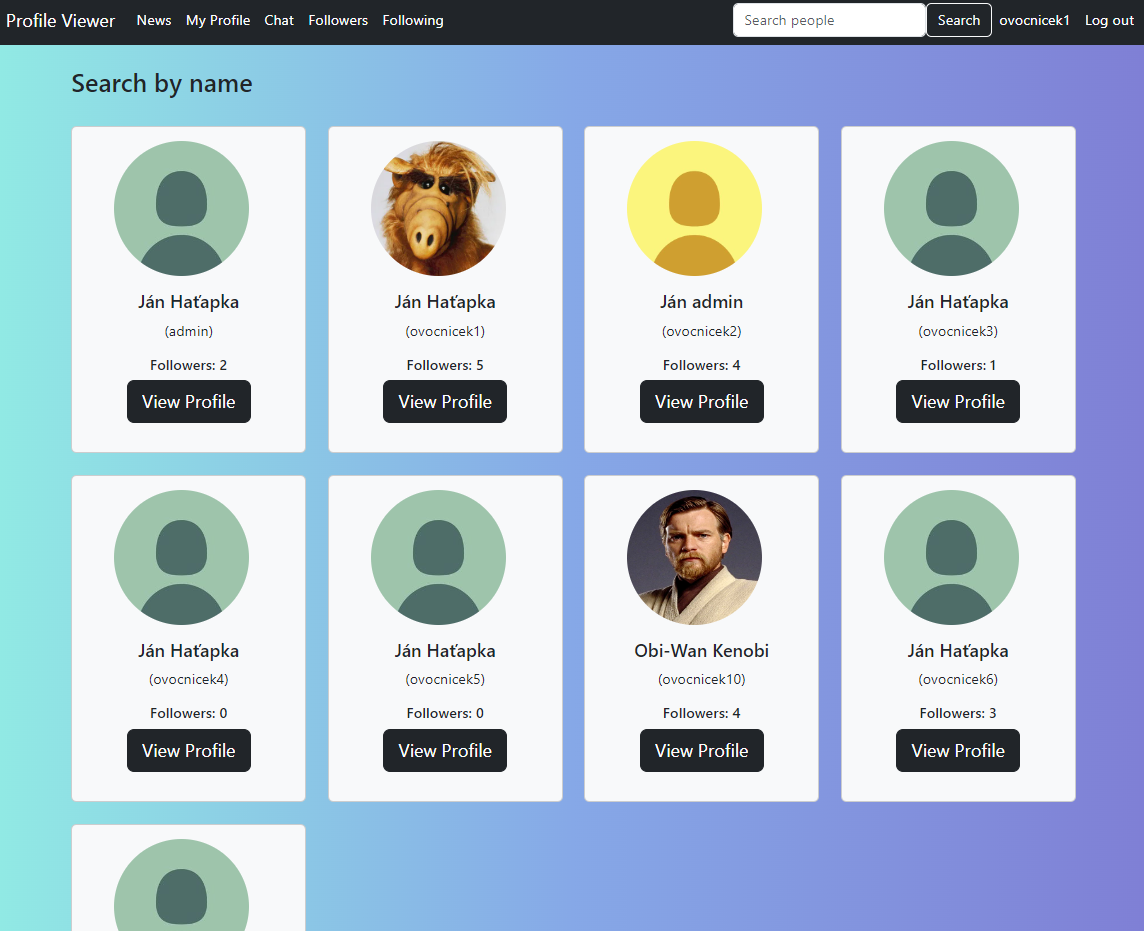 Profile Viewer News My Profile Chat Followers Following Search people Search ovocnicek1 Log out
Search by name
Ján Haťapka
(admin)
Followers: 2
View Profile
Ján Haťapka
(ovocnicek1)
Followers: 5
View Profile
Ján admin
(ovocnicek2)
Followers: 4
View Profile
Ján Haťapka
(ovocnicek3)
Followers: 1
View Profile
Ján Haťapka
(ovocnicek4)
Followers: 0
View Profile
Ján Haťapka
(ovocnicek5)
Followers: 0
View Profile
Obi-Wan Kenobi
(ovocnicek10)
Followers: 4
View Profile
Ján Haťapka
(ovocnicek6)
Followers: 3
View Profile